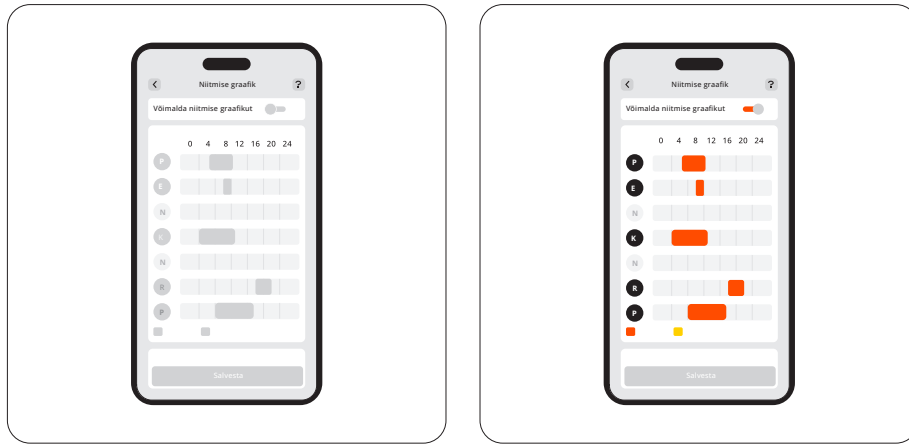 Niitmise graafik ?
Võimalda niitmise graafikut
0 4 8 12 16 20 24
P
E
N
K
N
R
P
Salvesta
Niitmise graafik ?
Võimalda niitmise graafikut
0 4 8 12 16 20 24
P
E
N
K
N
R
P
Salvesta